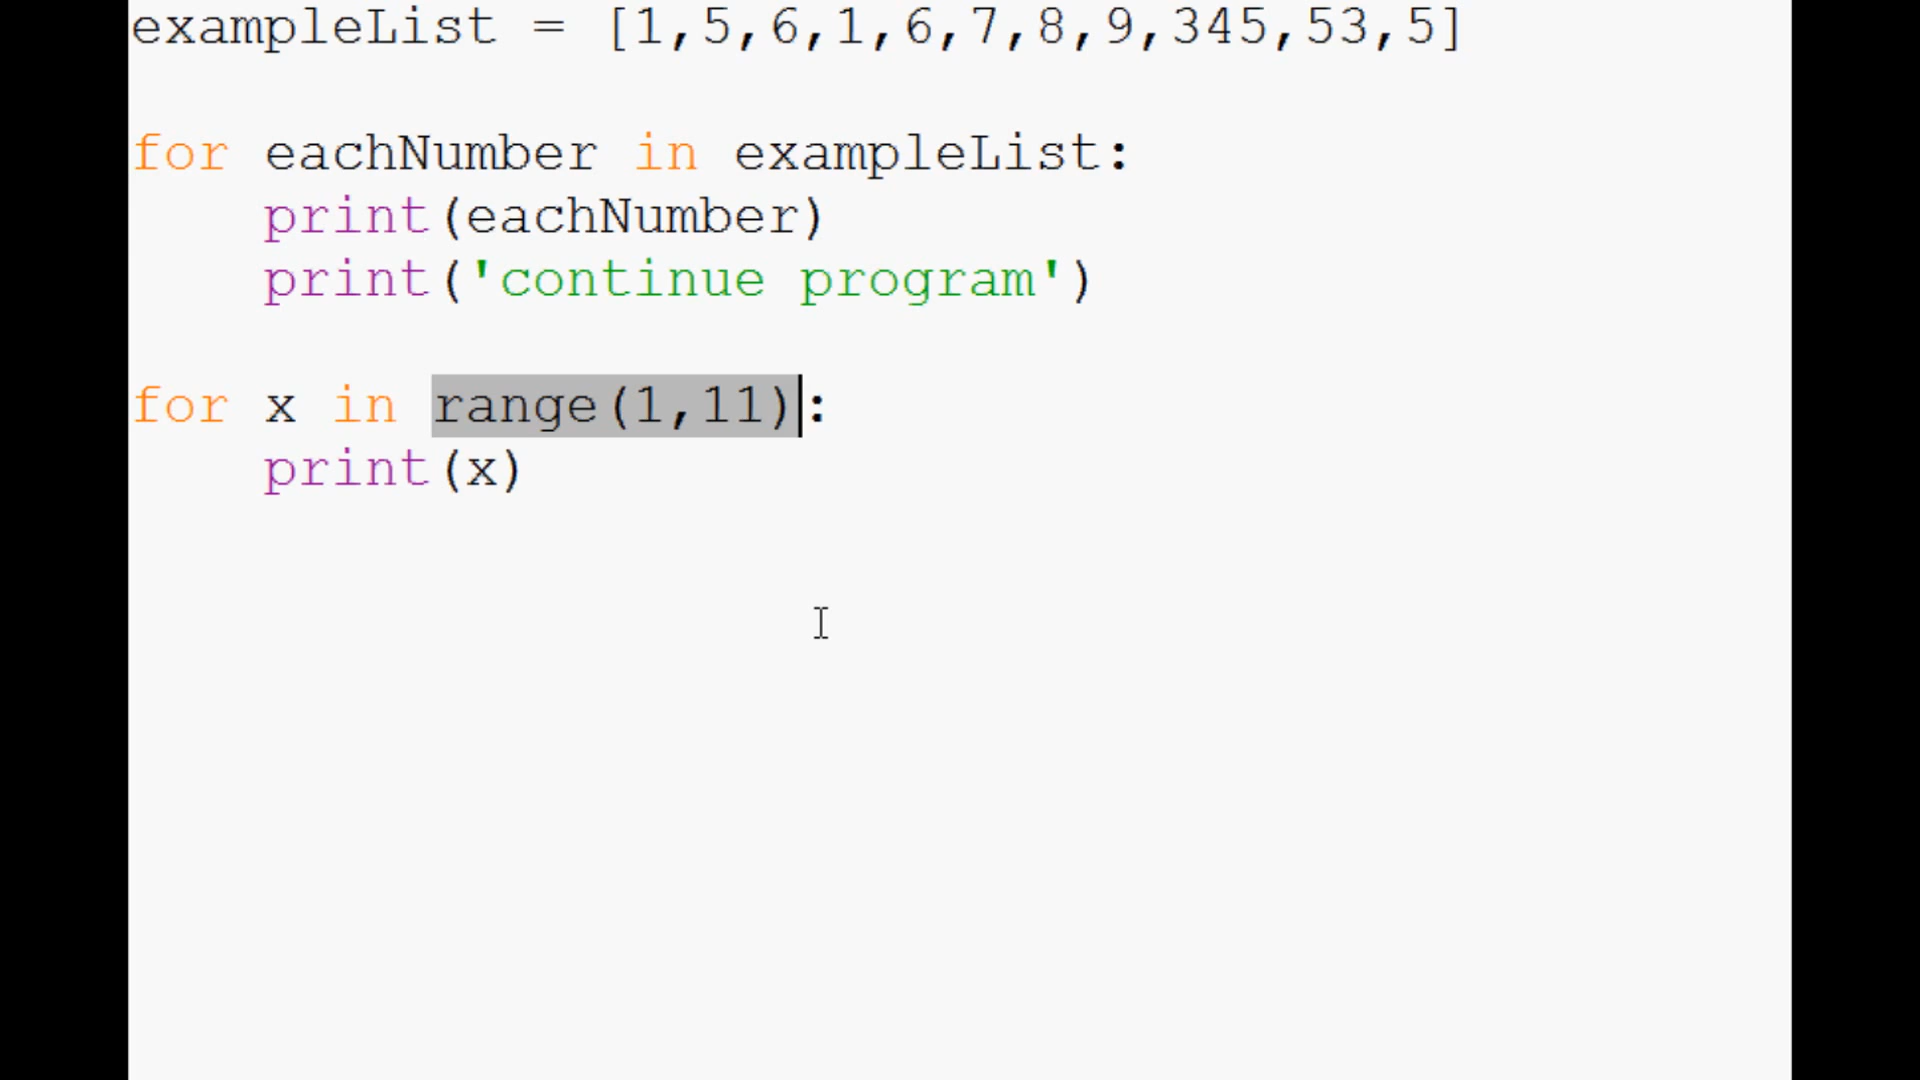 exampleList = [1,5,6,1,6,7,8,9,345,53,5]
for eachNumber in exampleList:
    print(eachNumber)
    print('continue program')
for x in range(1,11):
    print(x)